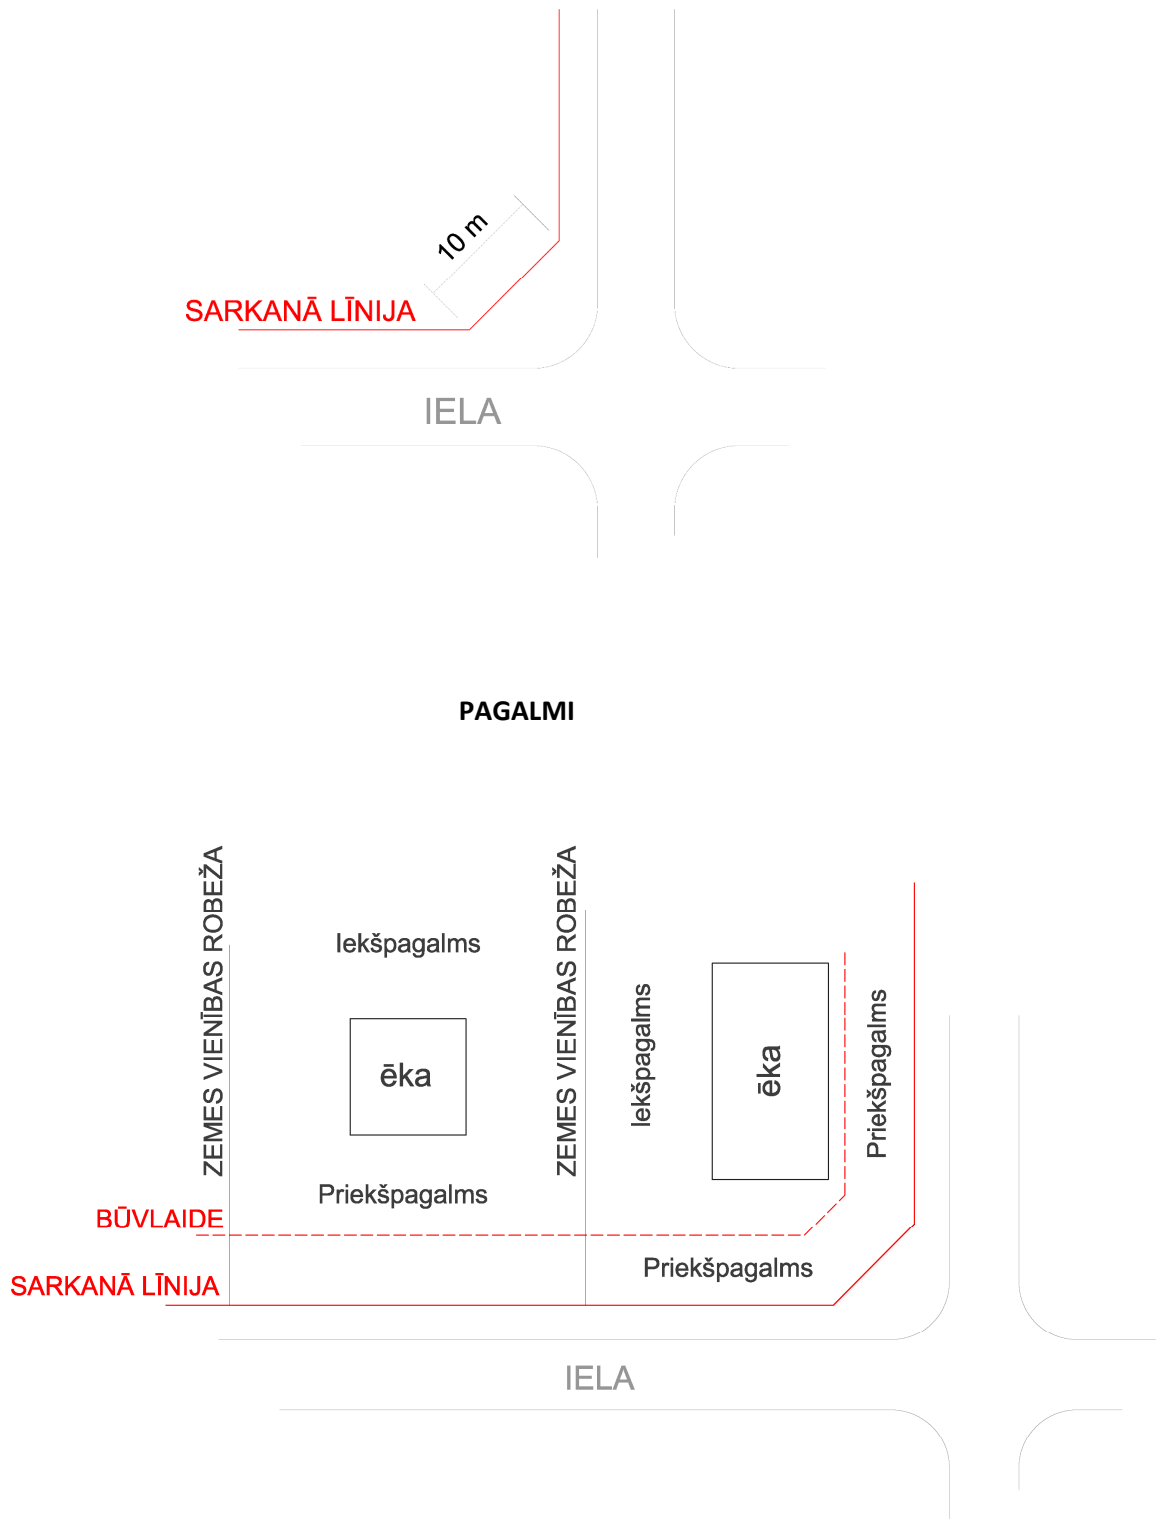 10 m
SARKANĀ LĪNIJA
IELA
PAGALMI
ZEMES VIENĪBAS ROBEŽA
ZEMES VIENĪBAS ROBEŽA
Iekšpagalms
Iekšpagalms
Priekšpagalms
ēka
ēka
Priekšpagalms
BŪVLAIDE
Priekšpagalms
SARKANĀ LĪNIJA
IELA